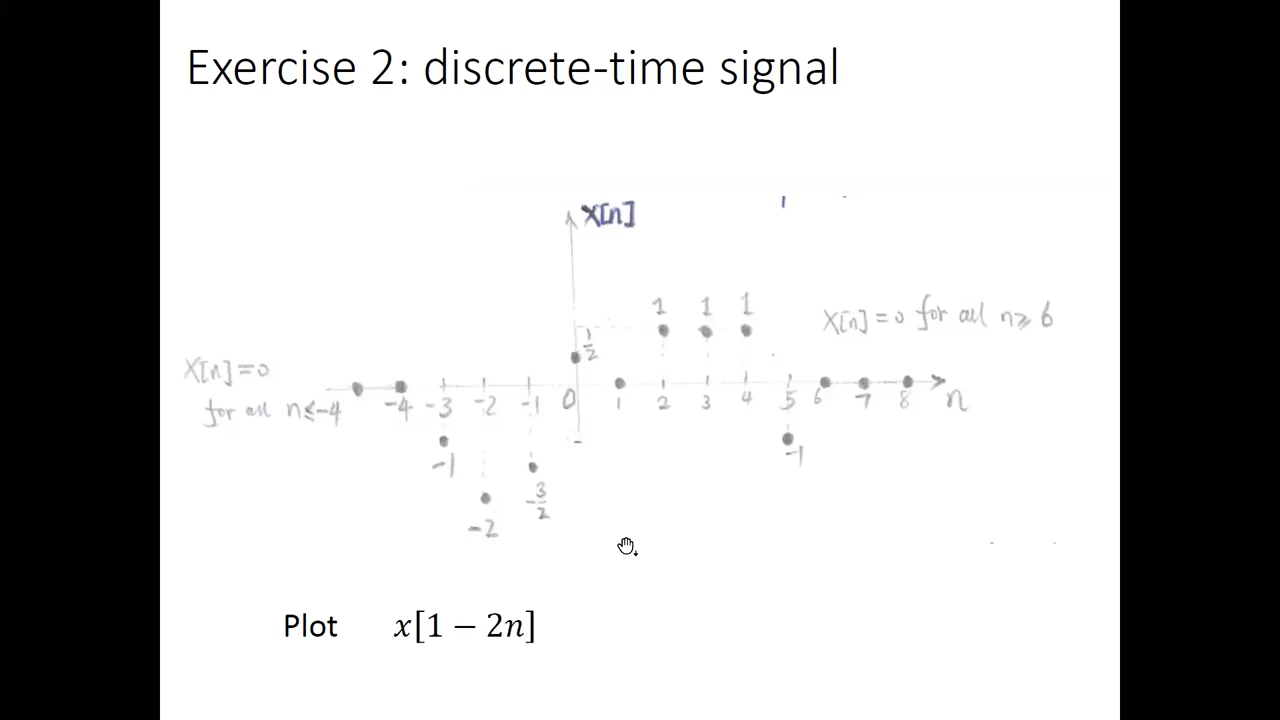 Exercise 2: discrete-time signal
x[n]
1 1 1
x[n]=0 for all n≥6
1/2
x[n]=0
for all n≤-4
-4 -3 -2 -1 0 1 2 3 4 5 6 7 8 n
-1
-1
-3/2
-2
Plot x[1 − 2n]